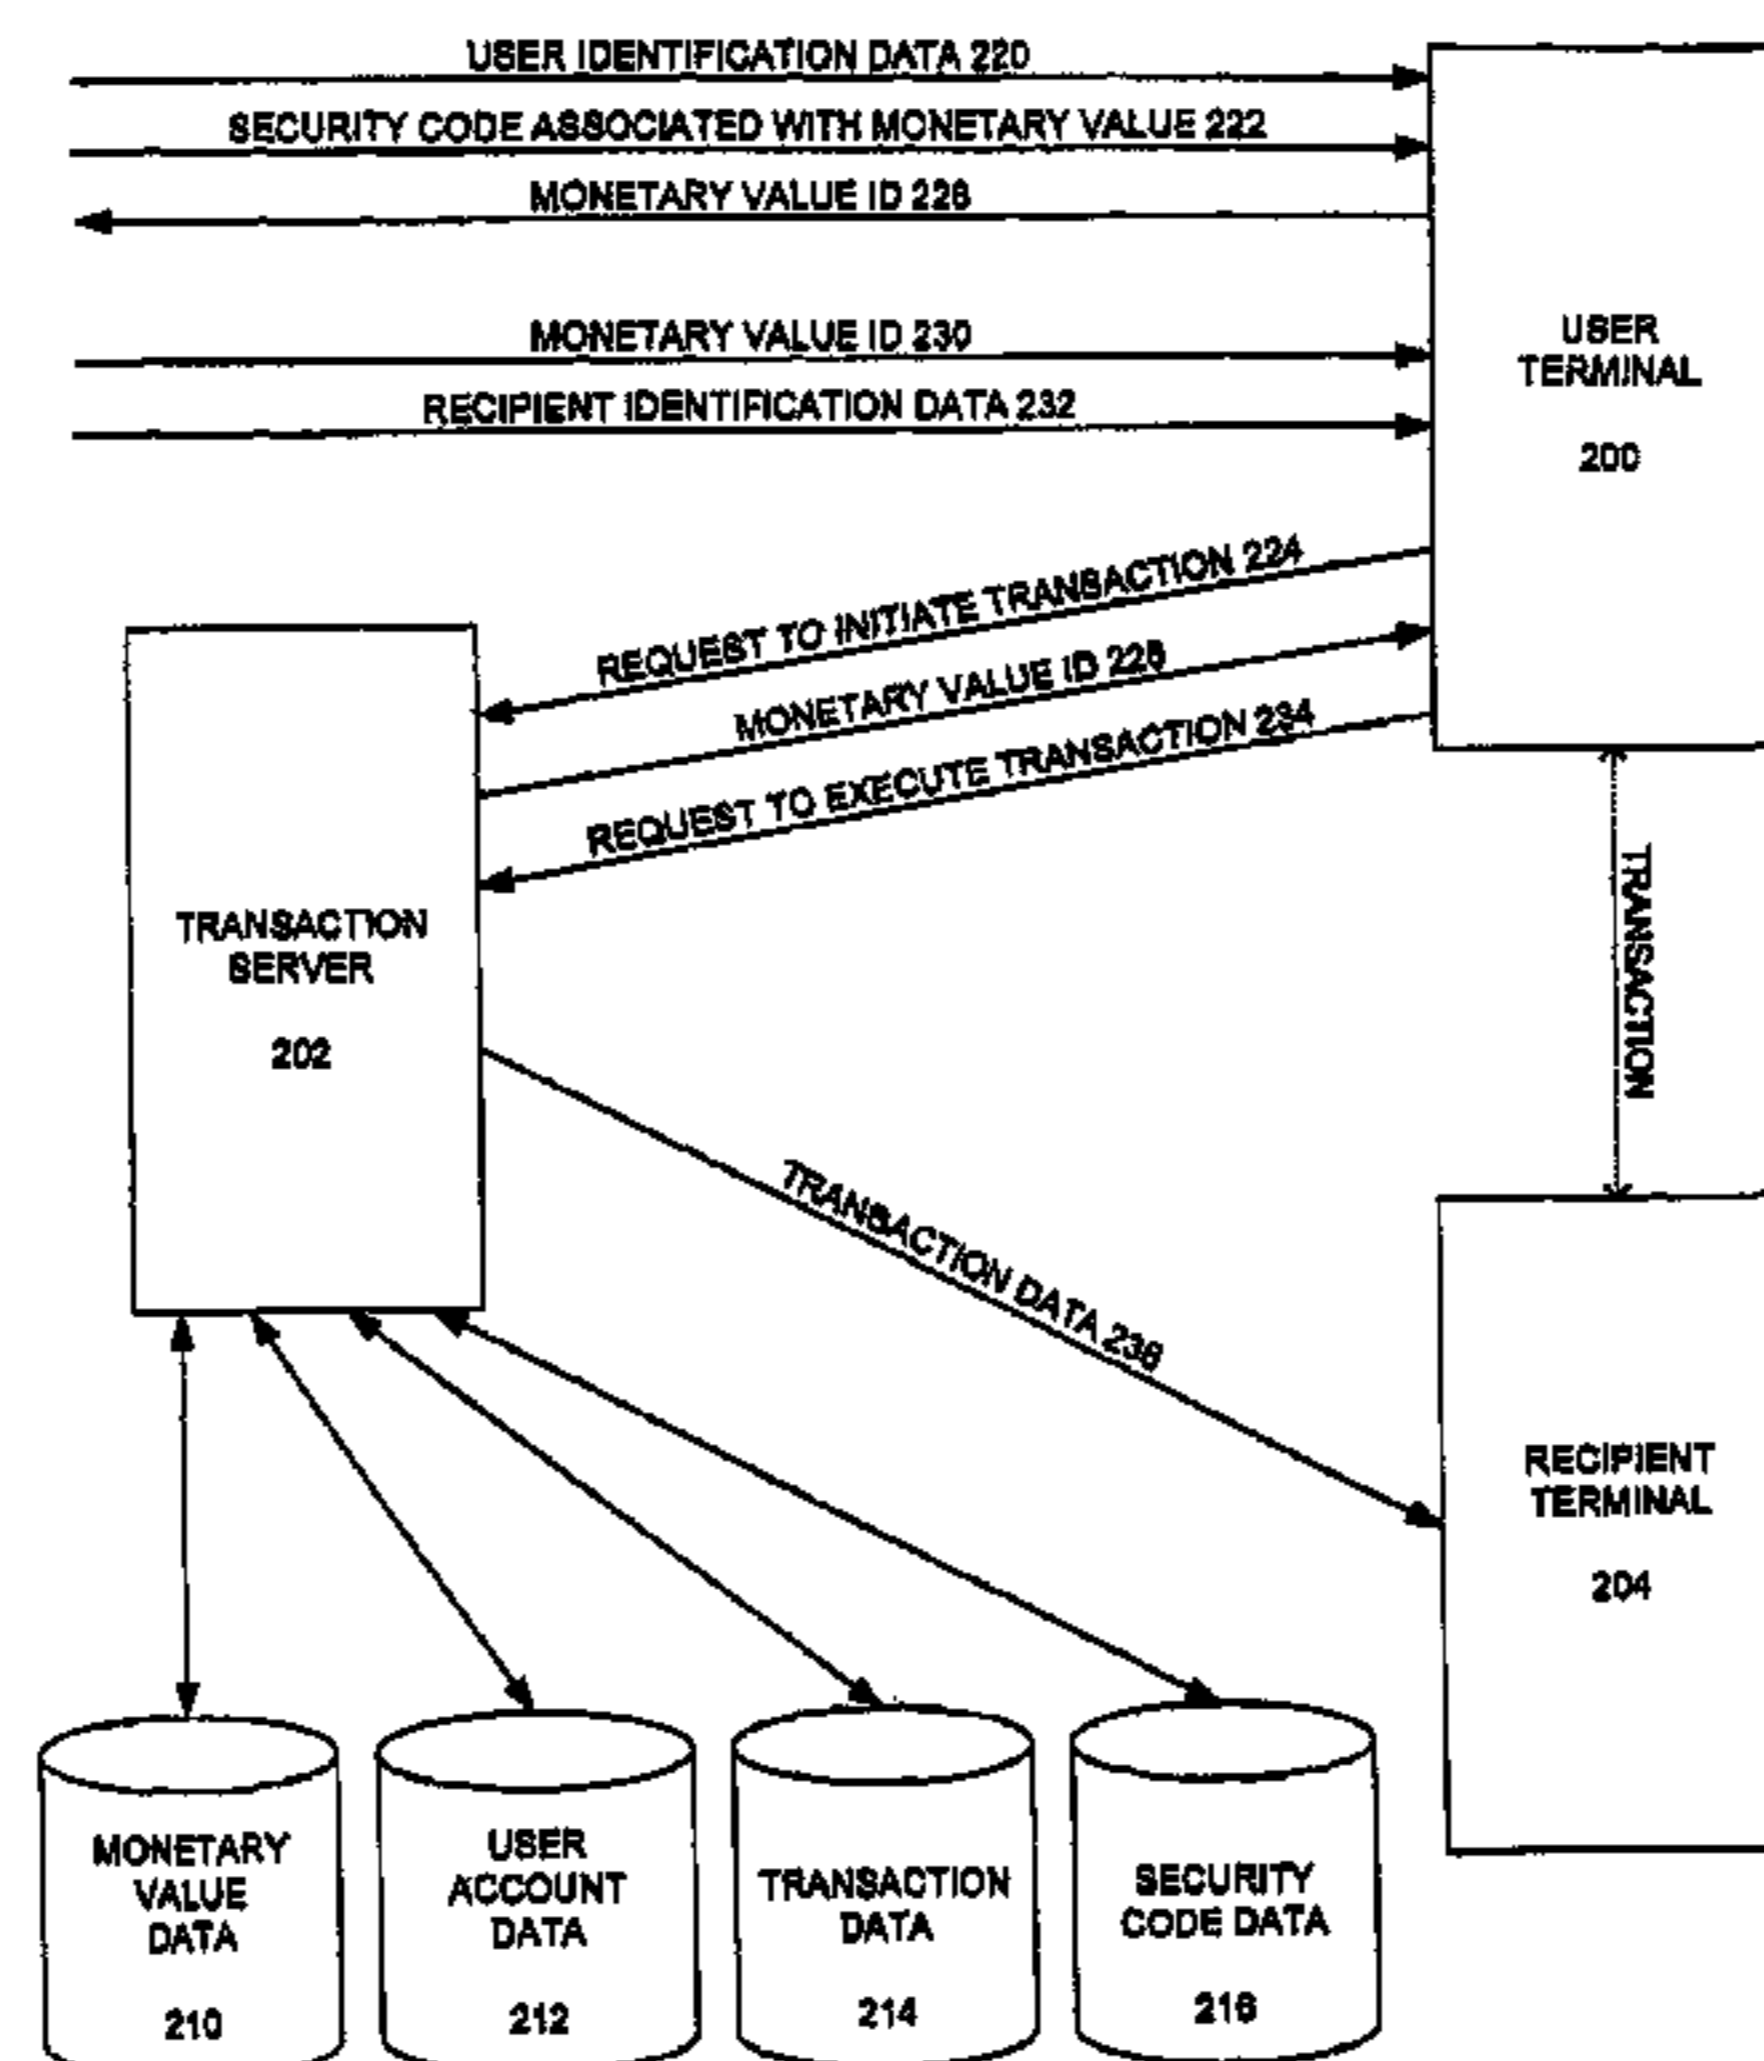 USER IDENTIFICATION DATA 220
SECURITY CODE ASSOCIATED WITH MONETARY VALUE 222
MONETARY VALUE ID 228
MONETARY VALUE ID 230
RECIPIENT IDENTIFICATION DATA 232
USER
TERMINAL
200
REQUEST TO INITIATE TRANSACTION 224
MONETARY VALUE ID 226
REQUEST TO EXECUTE TRANSACTION 234
TRANSACTION
SERVER
202
TRANSACTION
TRANSACTION DATA 236
RECIPIENT
TERMINAL
204
MONETARY
VALUE
DATA
210
USER
ACCOUNT
DATA
212
TRANSACTION
DATA
214
SECURITY
CODE DATA
216